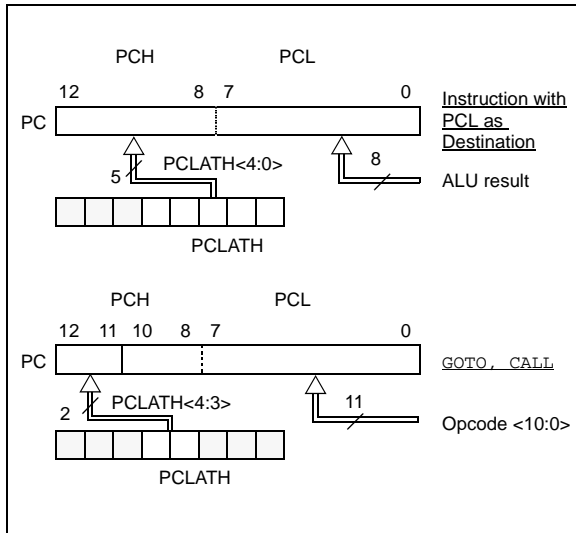 PCH PCL
12 8 7 0
PC
Instruction with
PCL as
Destination
5 PCLATH<4:0> 8
ALU result
PCLATH
PCH PCL
12 11 10 8 7 0
PC
GOTO, CALL
2 PCLATH<4:3> 11
Opcode <10:0>
PCLATH